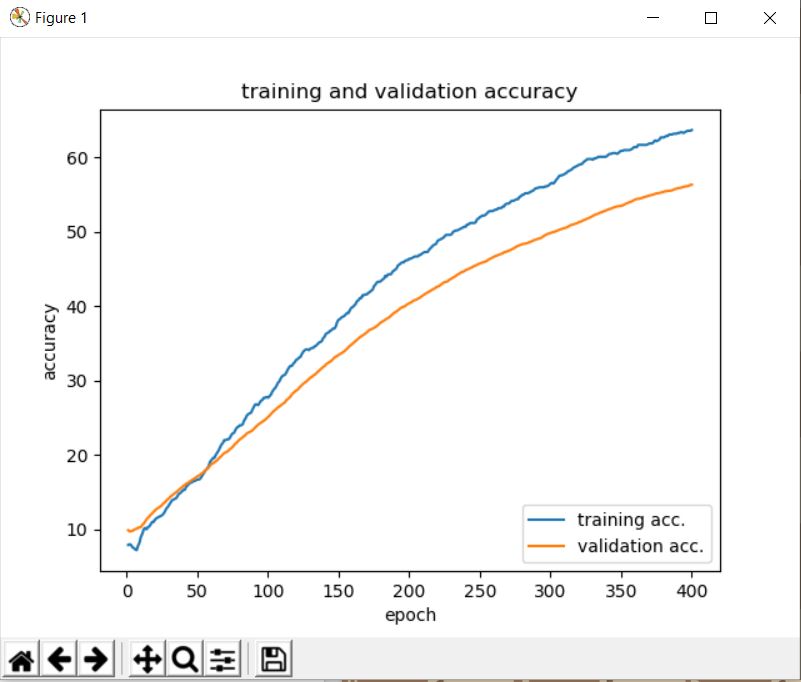 Figure 1
training and validation accuracy
60
50
40
30
20
10
accuracy
training acc.
validation acc.
0 50 100 150 200 250 300 350 400
epoch